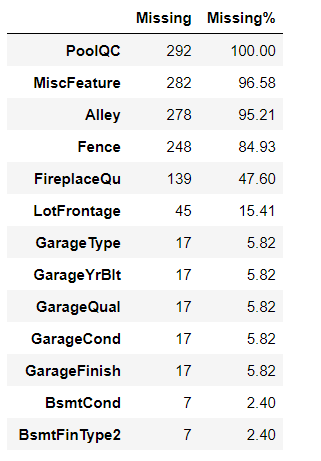 Missing Missing%
PoolQC 292 100.00
MiscFeature 282 96.58
Alley 278 95.21
Fence 248 84.93
FireplaceQu 139 47.60
LotFrontage 45 15.41
GarageType 17 5.82
GarageYrBlt 17 5.82
GarageQual 17 5.82
GarageCond 17 5.82
GarageFinish 17 5.82
BsmtCond 7 2.40
BsmtFinType2 7 2.40